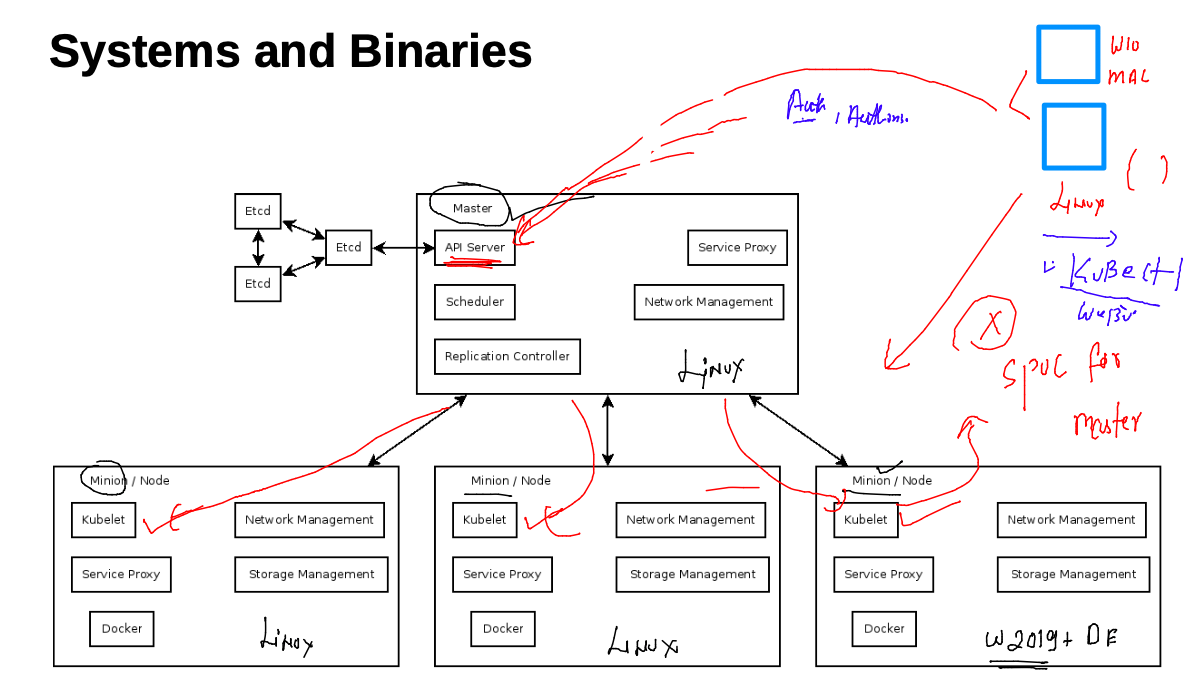 Systems and Binaries
W10
MAC
Auth, Authoris.
Linux
( )
KuBectl
X
Spec for
master
Etcd
Etcd
Etcd
Master
API Server
Service Proxy
Scheduler
Network Management
Replication Controller
Linux
Minion / Node
Kubelet
Network Management
Service Proxy
Storage Management
Docker
Linux
Minion / Node
Kubelet
Network Management
Service Proxy
Storage Management
Docker
Linux
Minion / Node
Kubelet
Network Management
Service Proxy
Storage Management
Docker
W2019+ DE